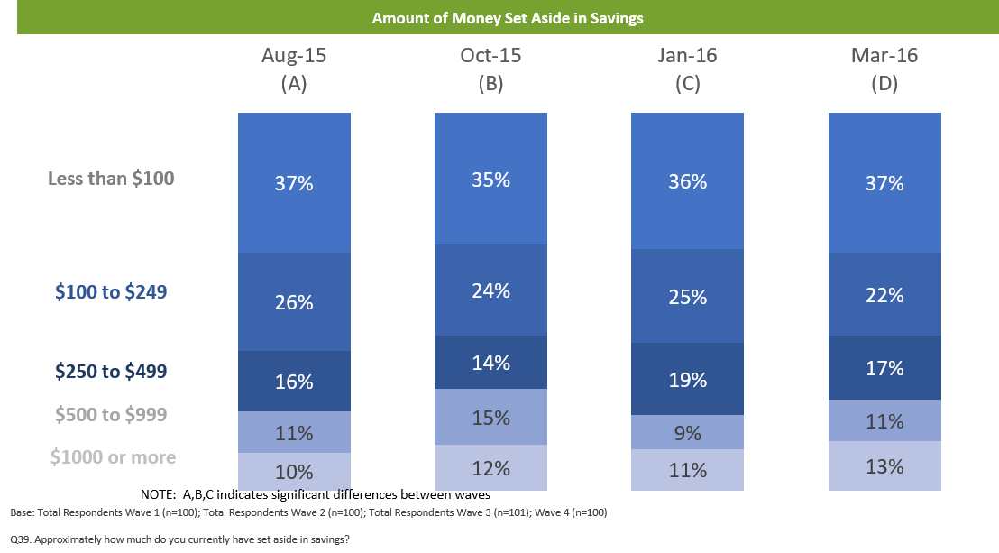 Amount of Money Set Aside in Savings
Aug-15 Oct-15 Jan-16 Mar-16
(A) (B) (C) (D)
Less than $100 37% 35% 36% 37%
$100 to $249 26% 24% 25% 22%
$250 to $499 16% 14% 19% 17%
$500 to $999 11% 15% 9% 11%
$1000 or more 10% 12% 11% 13%
NOTE: A,B,C indicates significant differences between waves
Base: Total Respondents Wave 1 (n=100); Total Respondents Wave 2 (n=100); Total Respondents Wave 3 (n=101); Wave 4 (n=100)
Q39. Approximately how much do you currently have set aside in savings?